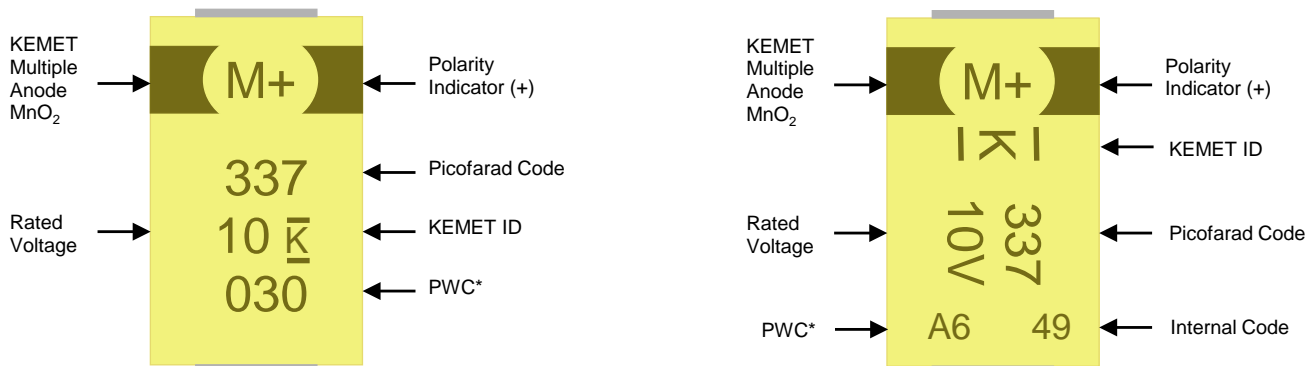 KEMET
Multiple
Anode
MnO₂
Rated
Voltage
M+
337
10 K
030
Polarity
Indicator (+)
Picofarad Code
KEMET ID
PWC*
KEMET
Multiple
Anode
MnO₂
Rated
Voltage
PWC*
M+
K
337
10V
A6 49
Polarity
Indicator (+)
KEMET ID
Picofarad Code
Internal Code